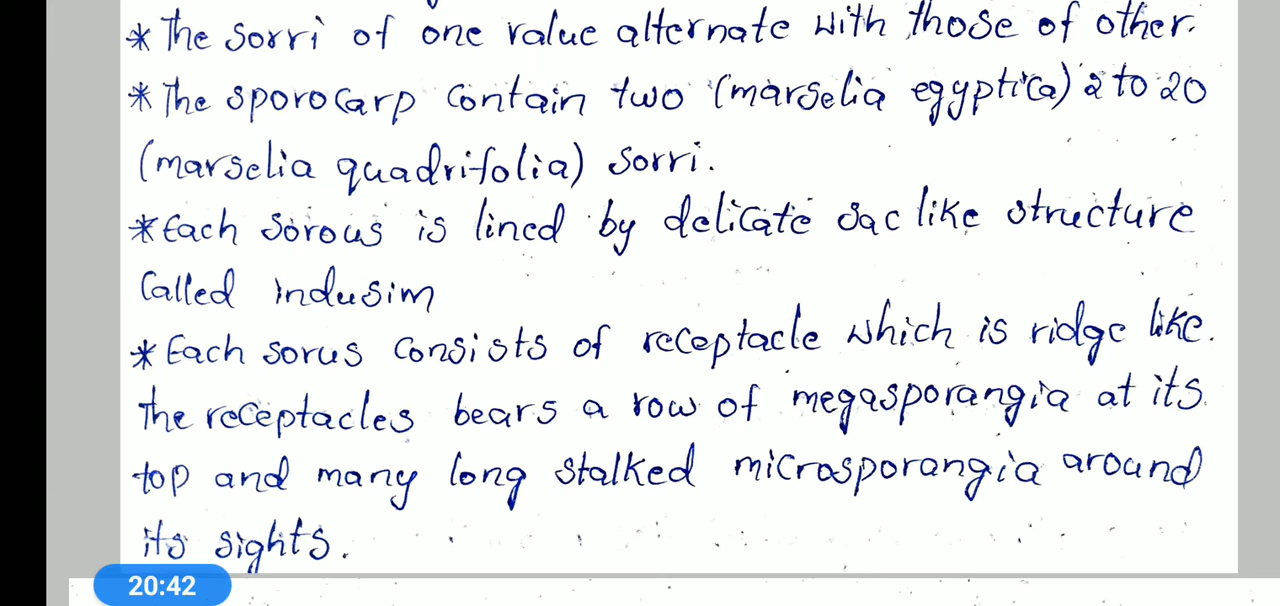 * The sorri of one value alternate with those of other.
* The sporocarp contain two (marselia egyptica) 2 to 20
(marselia quadrifolia) sorri.
* Each sorous is lined by delicate sac like structure
called indusim
* Each sorus consists of receptacle which is ridge like.
The receptacles bears a row of megasporangia at its
top and many long stalked microsporangia around
its sights.
20:42